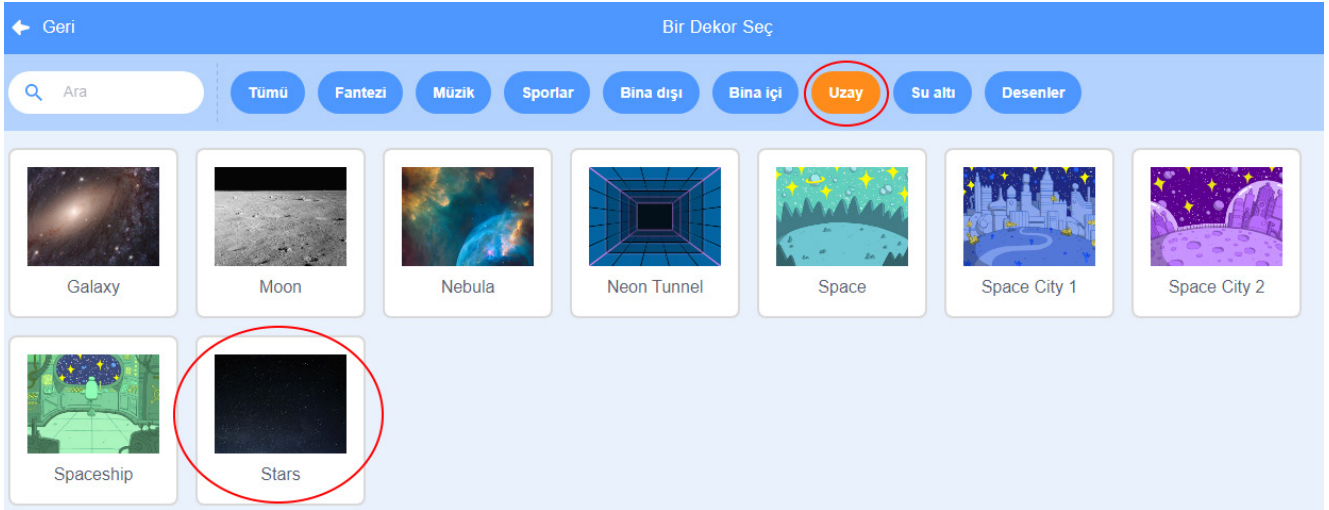 Geri
Bir Dekor Seç
Ara
Tümü Fantezi Müzik Sporlar Bina dışı Bina içi Uzay Su altı Desenler
Galaxy Moon Nebula Neon Tunnel Space Space City 1 Space City 2
Spaceship Stars